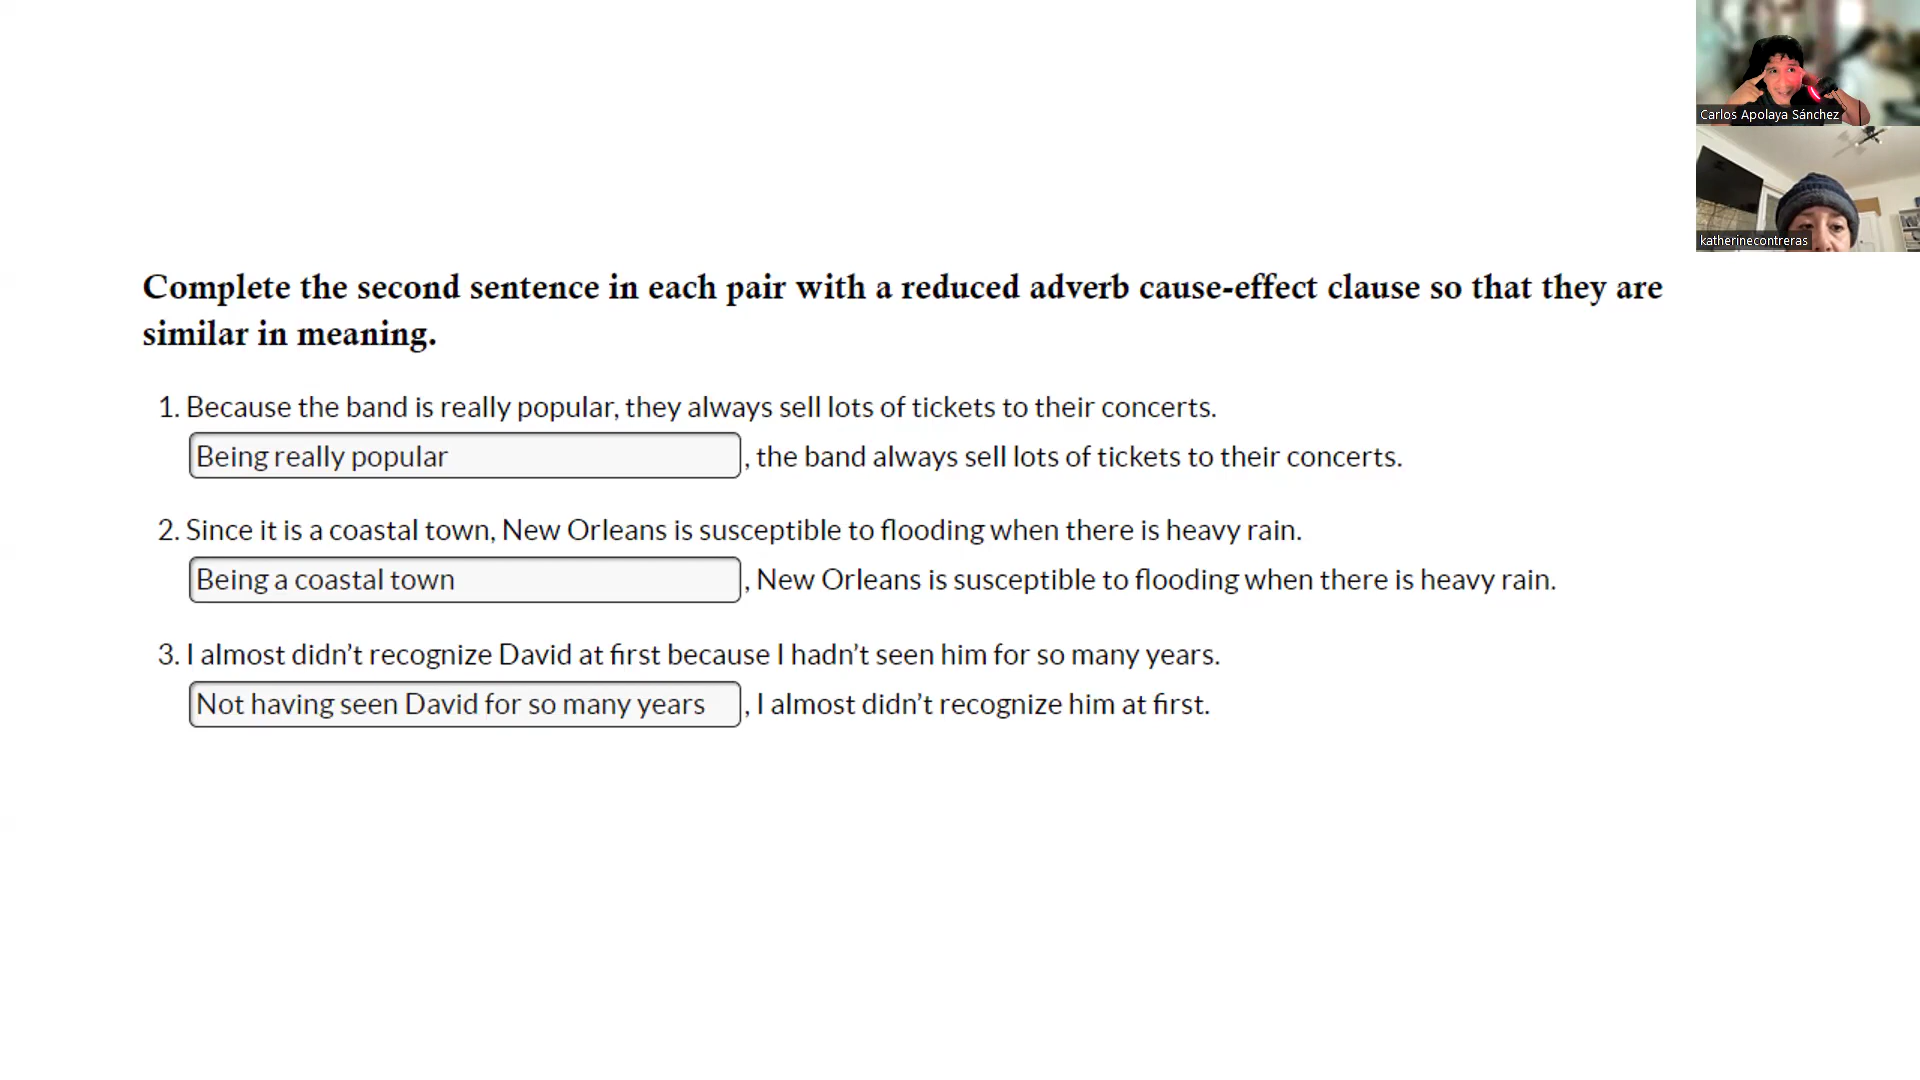 Carlos Apolaya Sánchez
katherinecontreras
Complete the second sentence in each pair with a reduced adverb cause-effect clause so that they are
similar in meaning.
1. Because the band is really popular, they always sell lots of tickets to their concerts.
Being really popular , the band always sell lots of tickets to their concerts.
2. Since it is a coastal town, New Orleans is susceptible to flooding when there is heavy rain.
Being a coastal town , New Orleans is susceptible to flooding when there is heavy rain.
3. I almost didn’t recognize David at first because I hadn’t seen him for so many years.
Not having seen David for so many years , I almost didn’t recognize him at first.